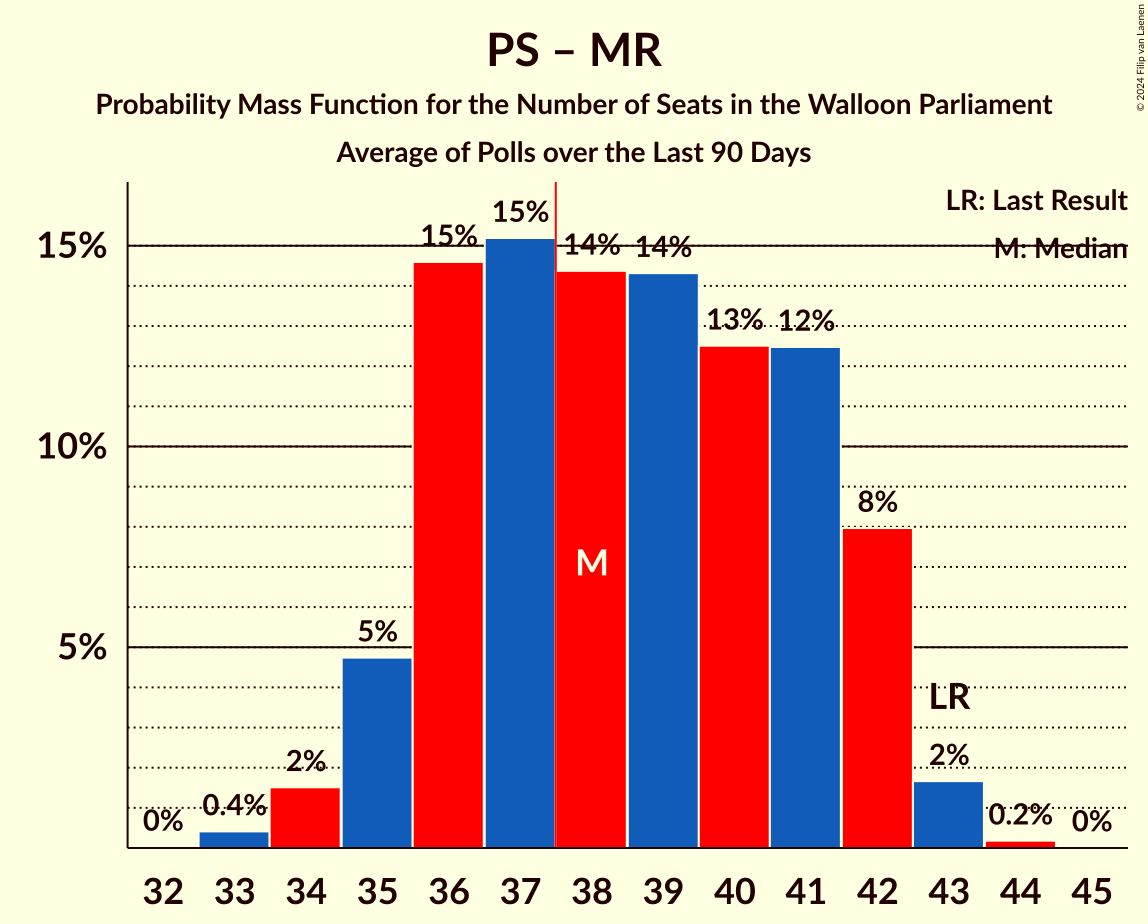 PS – MR
Probability Mass Function for the Number of Seats in the Walloon Parliament
Average of Polls over the Last 90 Days
© 2024 Filip van Laenen
LR: Last Result
M: Median
15%
10%
5%
0%
0.4%
2%
5%
15%
15%
14%
14%
13%
12%
8%
2%
0.2%
0%
M
LR
32 33 34 35 36 37 38 39 40 41 42 43 44 45